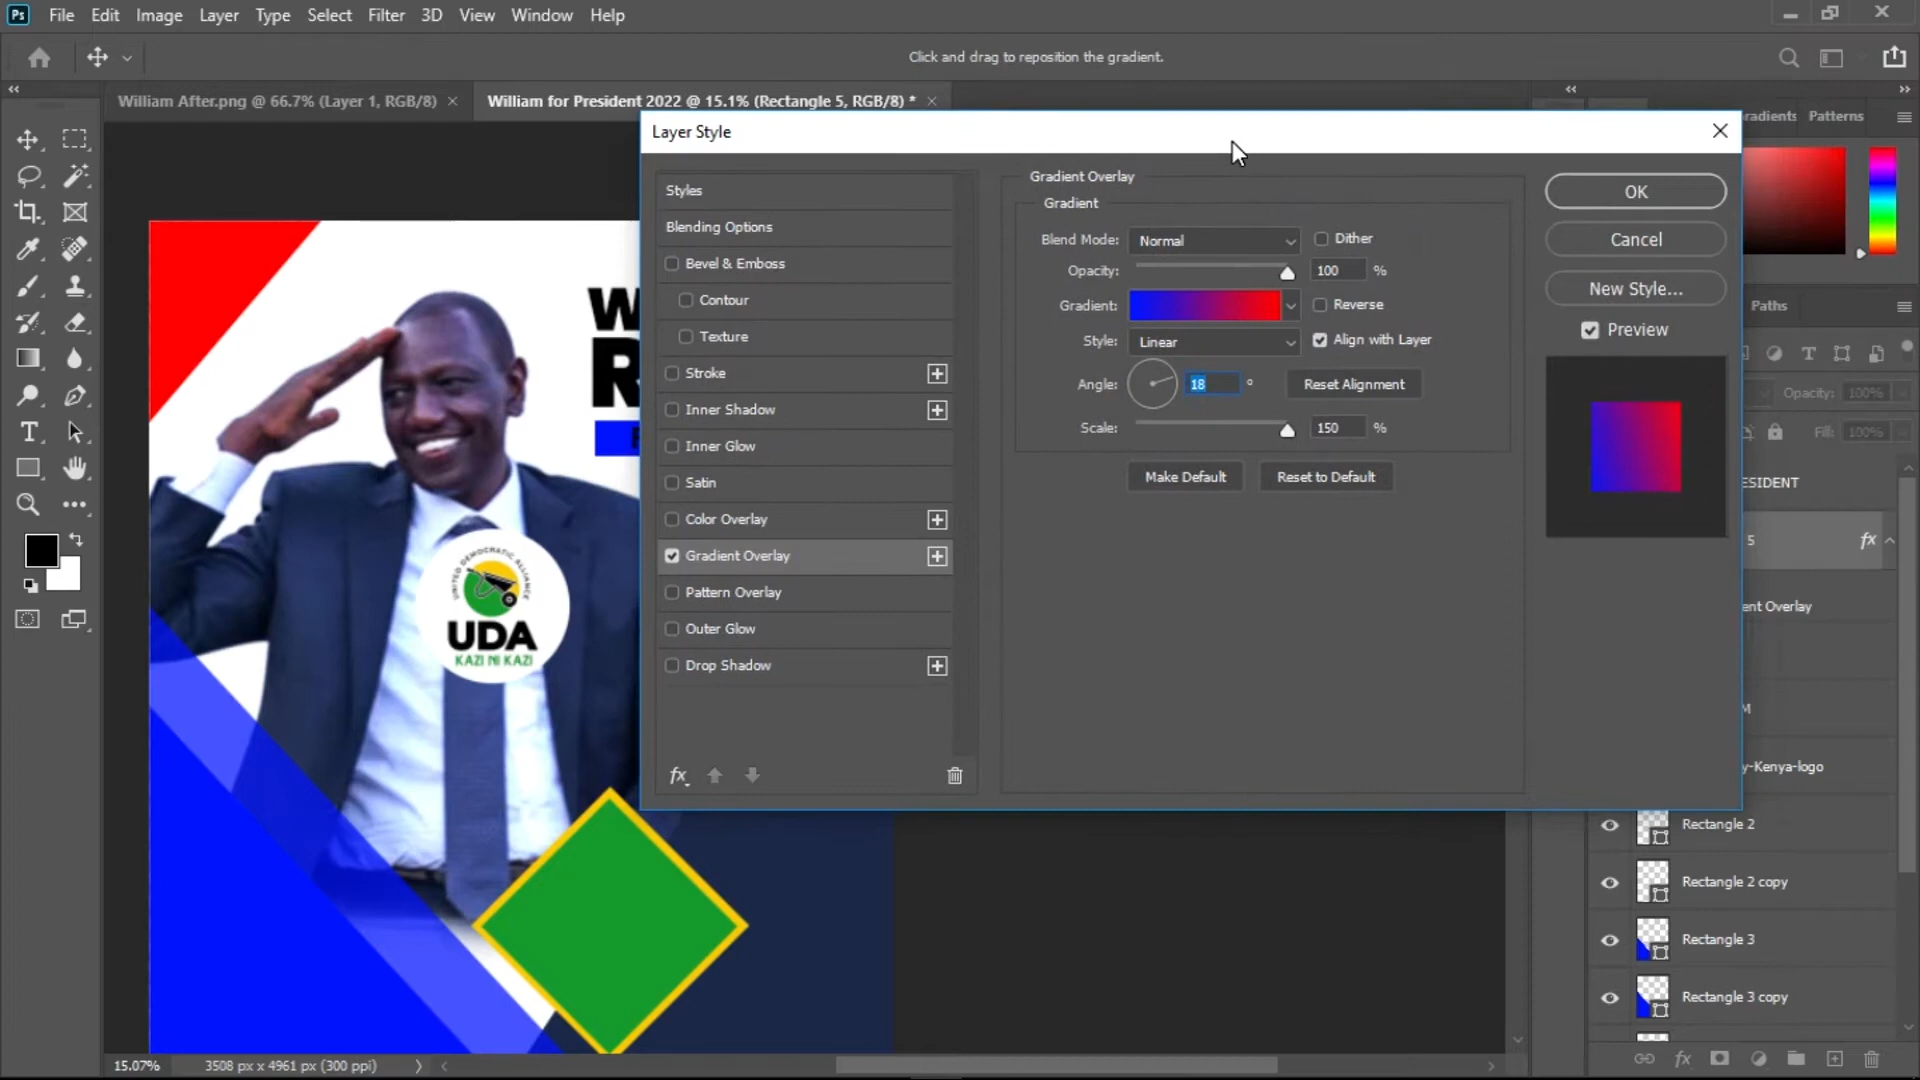 Ps File Edit Image Layer Type Select Filter 3D View Window Help
Click and drag to reposition the gradient.
William After.png @ 66.7% (Layer 1, RGB/8) ×
William for President 2022 @ 15.1% (Rectangle 5, RGB/8) * ×
radients Patterns
Layer Style
Styles
Blending Options
Bevel & Emboss
Contour
Texture
Stroke
Inner Shadow
Inner Glow
Satin
Color Overlay
Gradient Overlay
Pattern Overlay
Outer Glow
Drop Shadow
fx
Gradient Overlay
Gradient
Blend Mode: Normal Dither
Opacity: 100 %
Gradient: Reverse
Style: Linear Align with Layer
Angle: 18 ° Reset Alignment
Scale: 150 %
Make Default Reset to Default
OK
Cancel
New Style...
Preview
Paths
Opacity: 100%
Fill: 100%
ESIDENT
5 fx
ent Overlay
M
y-Kenya-logo
Rectangle 2
Rectangle 2 copy
Rectangle 3
Rectangle 3 copy
fx
W
R
UNITED DEMOCRATIC ALLIANCE
UDA
KAZI NI KAZI
15.07% 3508 px x 4961 px (300 ppi)